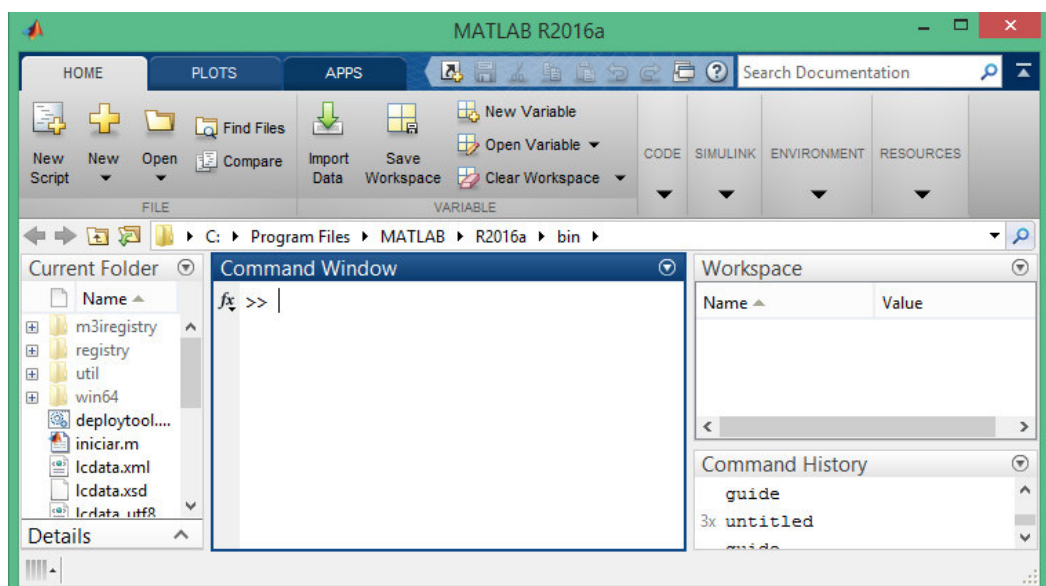 MATLAB R2016a
HOME PLOTS APPS Search Documentation
New Script
New
Open
Find Files
Compare
FILE
Import Data
Save Workspace
New Variable
Open Variable
Clear Workspace
VARIABLE
CODE SIMULINK ENVIRONMENT RESOURCES
C: Program Files MATLAB R2016a bin
Current Folder
Name
m3iregistry
registry
util
win64
deploytool....
iniciar.m
lcdata.xml
lcdata.xsd
lcdata_utf8
Details
Command Window
fx >>
Workspace
Name Value
Command History
guide
3x untitled
guide